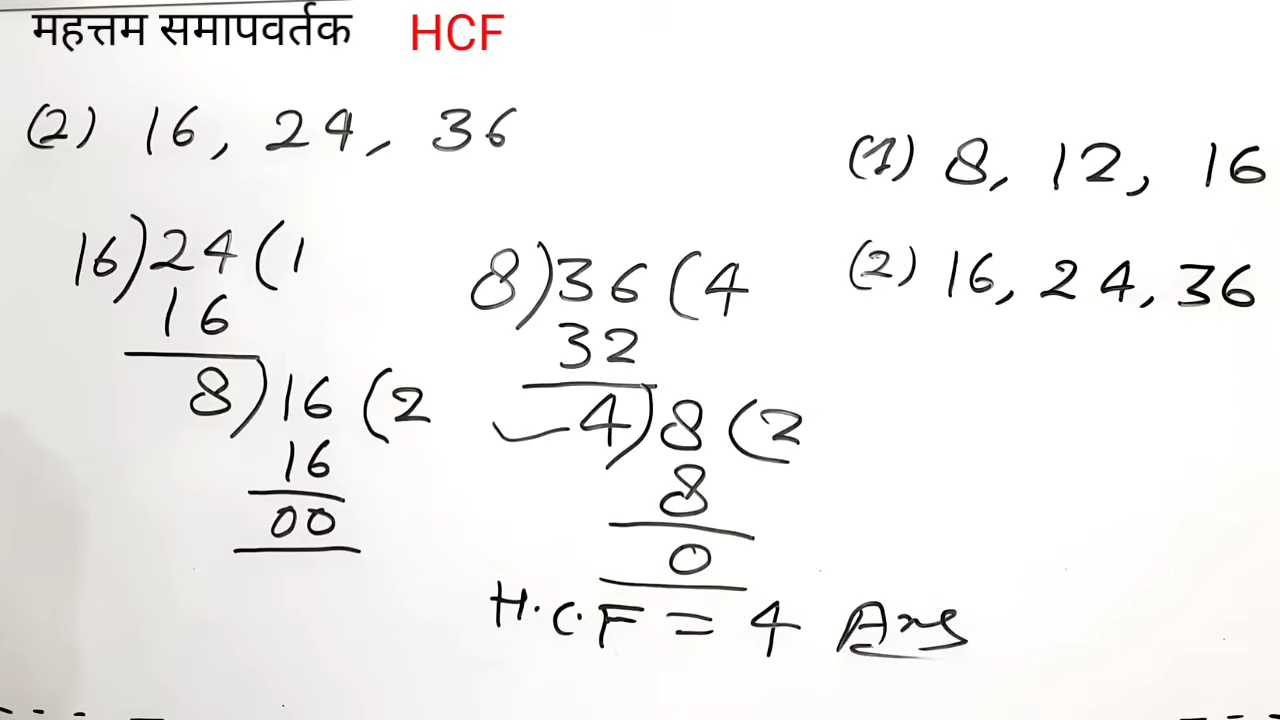 महत्तम समापवर्तक HCF
(2) 16, 24, 36
16)24(1
16
8)16(2
16
00
8)36(4
32
4)8(2
8
0
H.C.F = 4 Ans
(1) 8, 12, 16
(2) 16, 24, 36